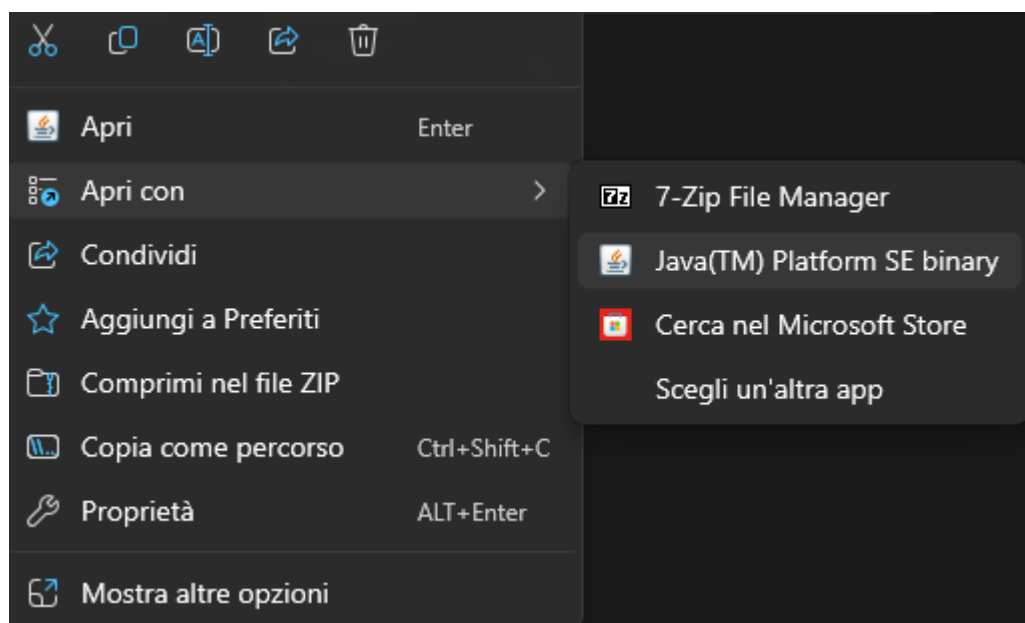 Apri Enter
Apri con
7-Zip File Manager
Condividi
Java(TM) Platform SE binary
Aggiungi a Preferiti
Cerca nel Microsoft Store
Comprimi nel file ZIP
Scegli un'altra app
Copia come percorso Ctrl+Shift+C
Proprietà ALT+Enter
Mostra altre opzioni